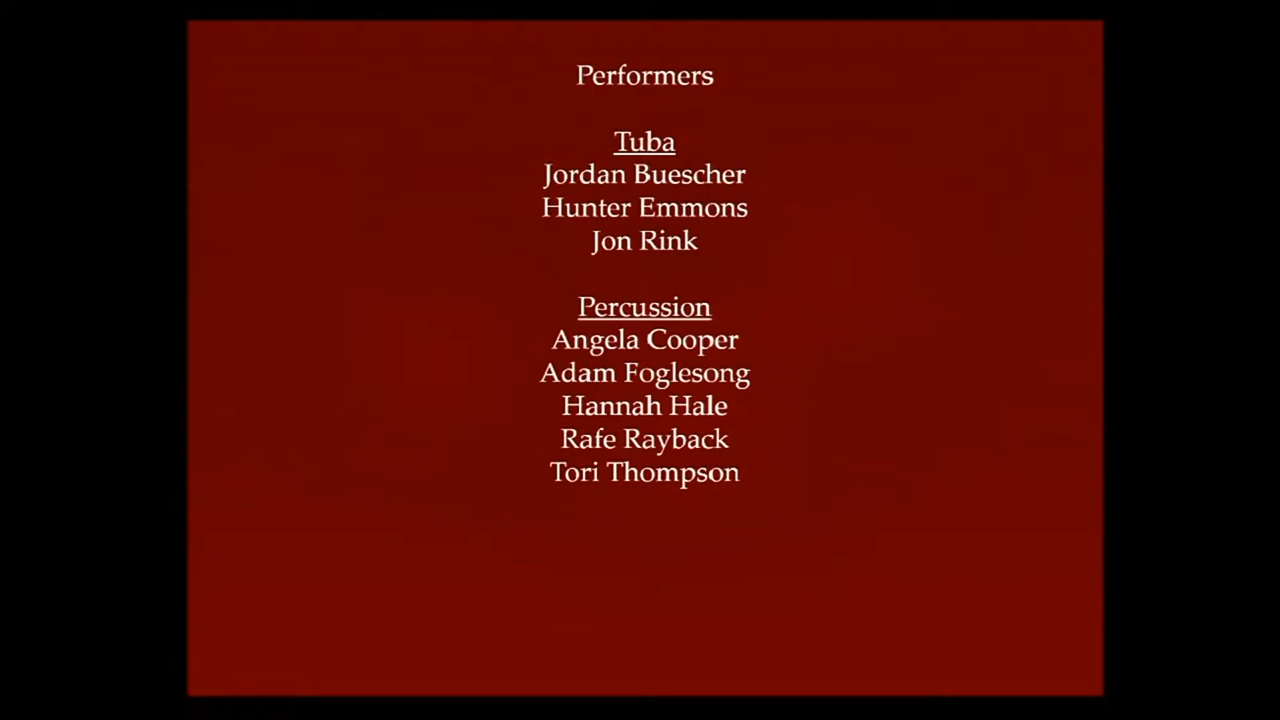 Performers
Tuba
Jordan Buescher
Hunter Emmons
Jon Rink
Percussion
Angela Cooper
Adam Foglesong
Hannah Hale
Rafe Rayback
Tori Thompson